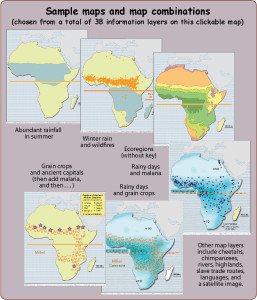 Sample maps and map combinations
(chosen from a total of 38 information layers on this clickable map)
Abundant rainfall
in summer
Winter rain
and wildfires
Ecoregions
(without key)
Grain crops
and ancient capitals
(then add malaria,
and then . . . )
Rainy days
and malaria
Rainy days
and grain crops
Other map layers
include cheetahs,
chimpanzees,
rivers, highlands,
slave trade routes,
languages, and
a satellite image.